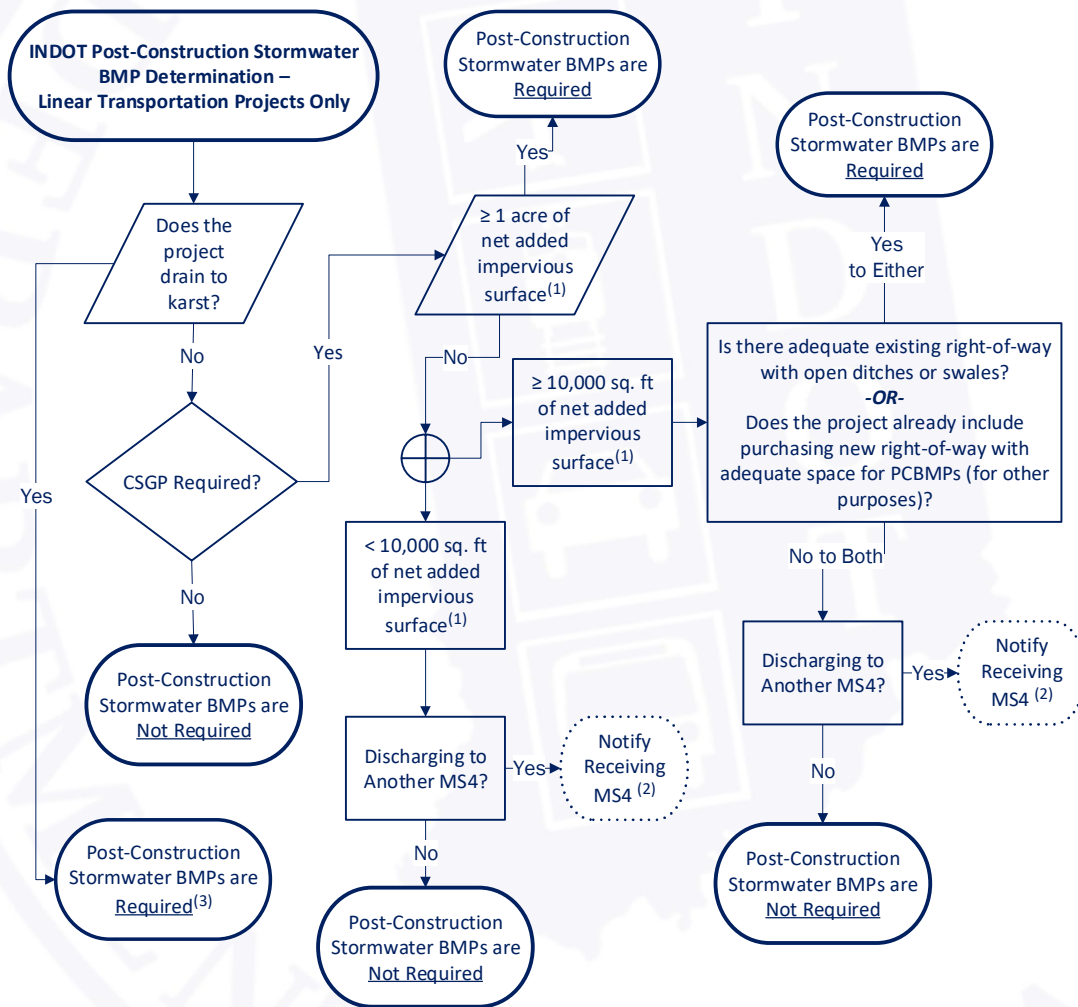 INDOT Post-Construction Stormwater
BMP Determination –
Linear Transportation Projects Only
Does the
project
drain to
karst?
Yes
No
CSGP Required?
Yes
No
Post-Construction
Stormwater BMPs are
Not Required
Post-Construction
Stormwater BMPs are
Required(3)
Post-Construction
Stormwater BMPs are
Required
Yes
≥ 1 acre of
net added
impervious
surface(1)
No
≥ 10,000 sq. ft
of net added
impervious
surface(1)
< 10,000 sq. ft
of net added
impervious
surface(1)
Discharging to
Another MS4?
Yes
Notify
Receiving
MS4 (2)
No
Post-Construction
Stormwater BMPs are
Not Required
Post-Construction
Stormwater BMPs are
Required
Yes
to Either
Is there adequate existing right-of-way
with open ditches or swales?
-OR-
Does the project already include
purchasing new right-of-way with
adequate space for PCBMPs (for other
purposes)?
No to Both
Discharging to
Another MS4?
Yes
Notify
Receiving
MS4 (2)
No
Post-Construction
Stormwater BMPs are
Not Required